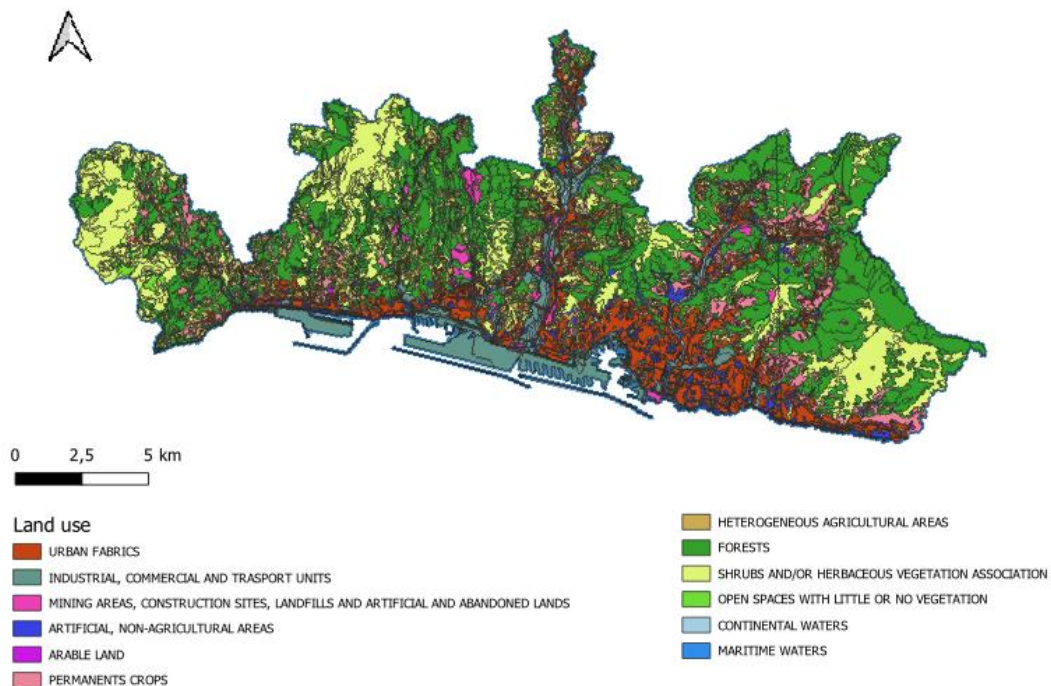 0 2,5 5 km
Land use
URBAN FABRICS
INDUSTRIAL, COMMERCIAL AND TRASPORT UNITS
MINING AREAS, CONSTRUCTION SITES, LANDFILLS AND ARTIFICIAL AND ABANDONED LANDS
ARTIFICIAL, NON-AGRICULTURAL AREAS
ARABLE LAND
PERMANENTS CROPS
HETEROGENEOUS AGRICULTURAL AREAS
FORESTS
SHRUBS AND/OR HERBACEOUS VEGETATION ASSOCIATION
OPEN SPACES WITH LITTLE OR NO VEGETATION
CONTINENTAL WATERS
MARITIME WATERS